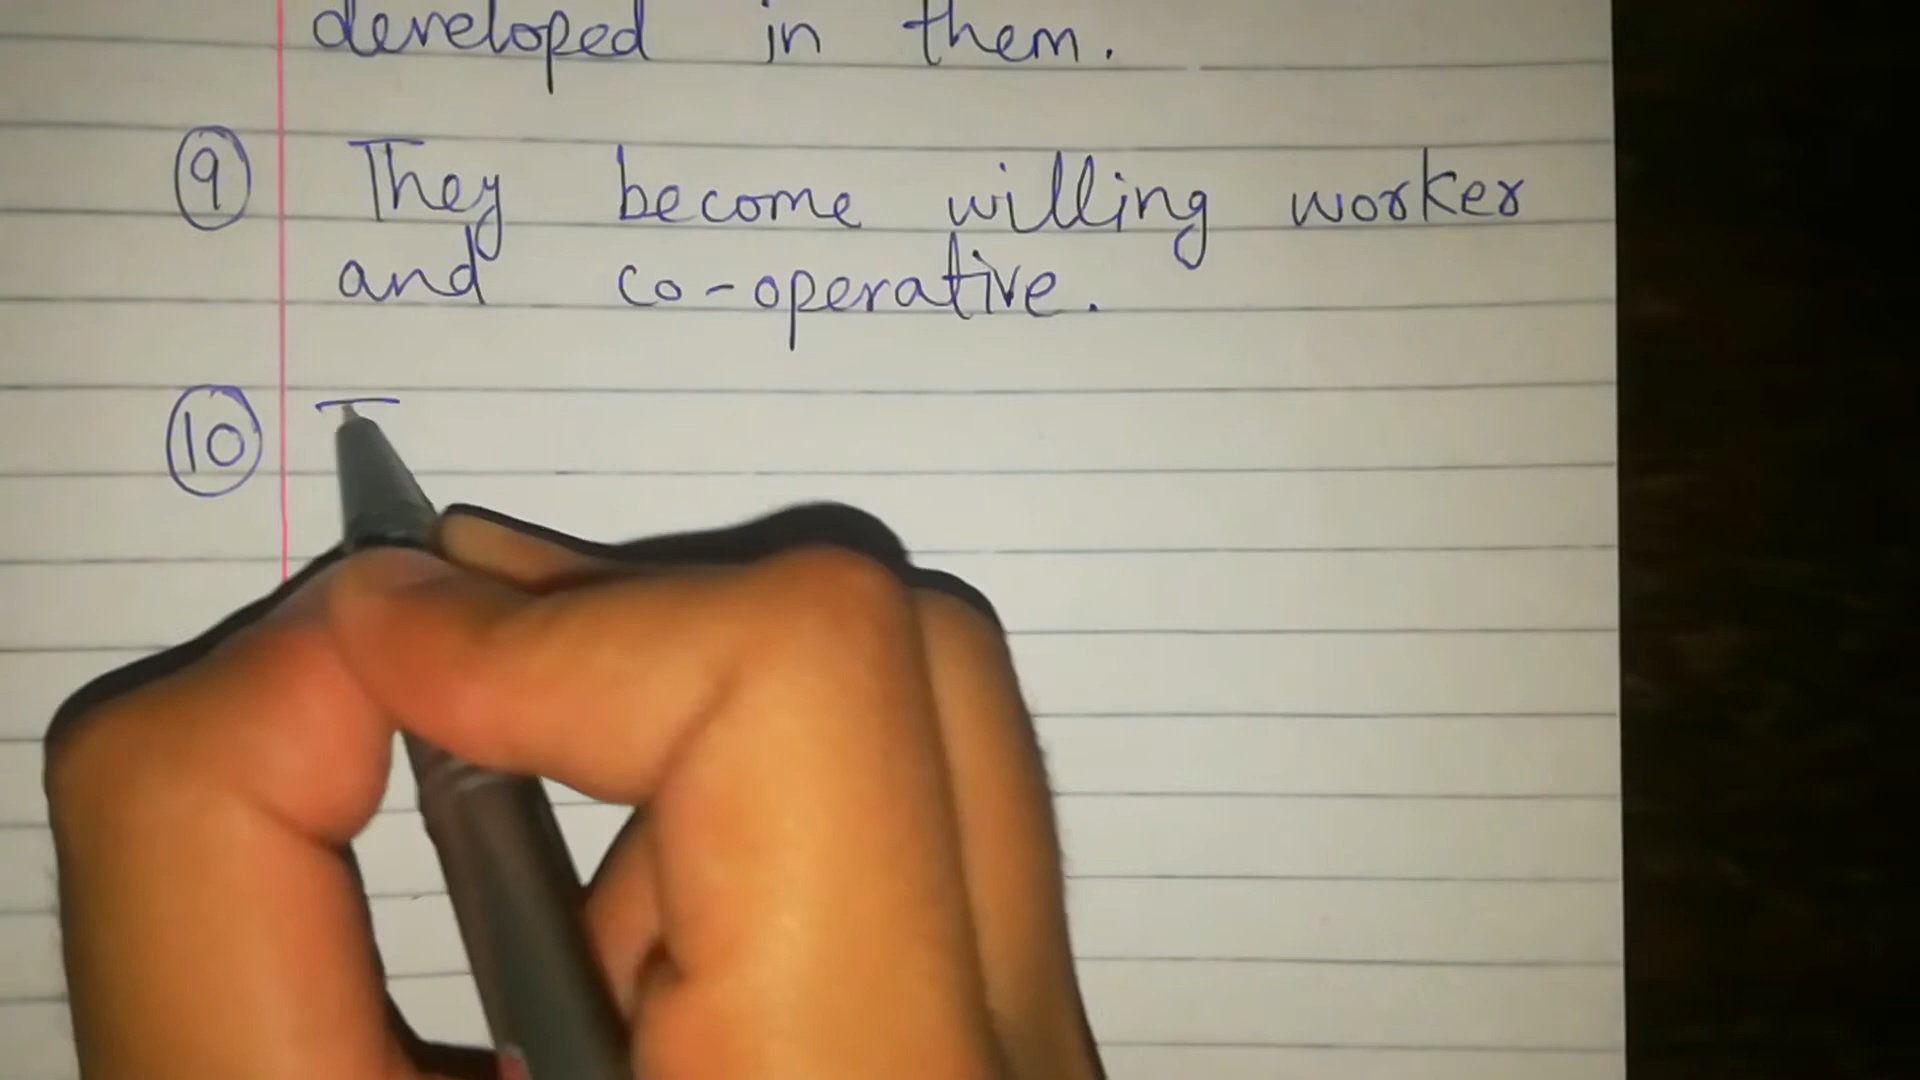 developed in them.
9 They become willing worker
and co-operative.
10